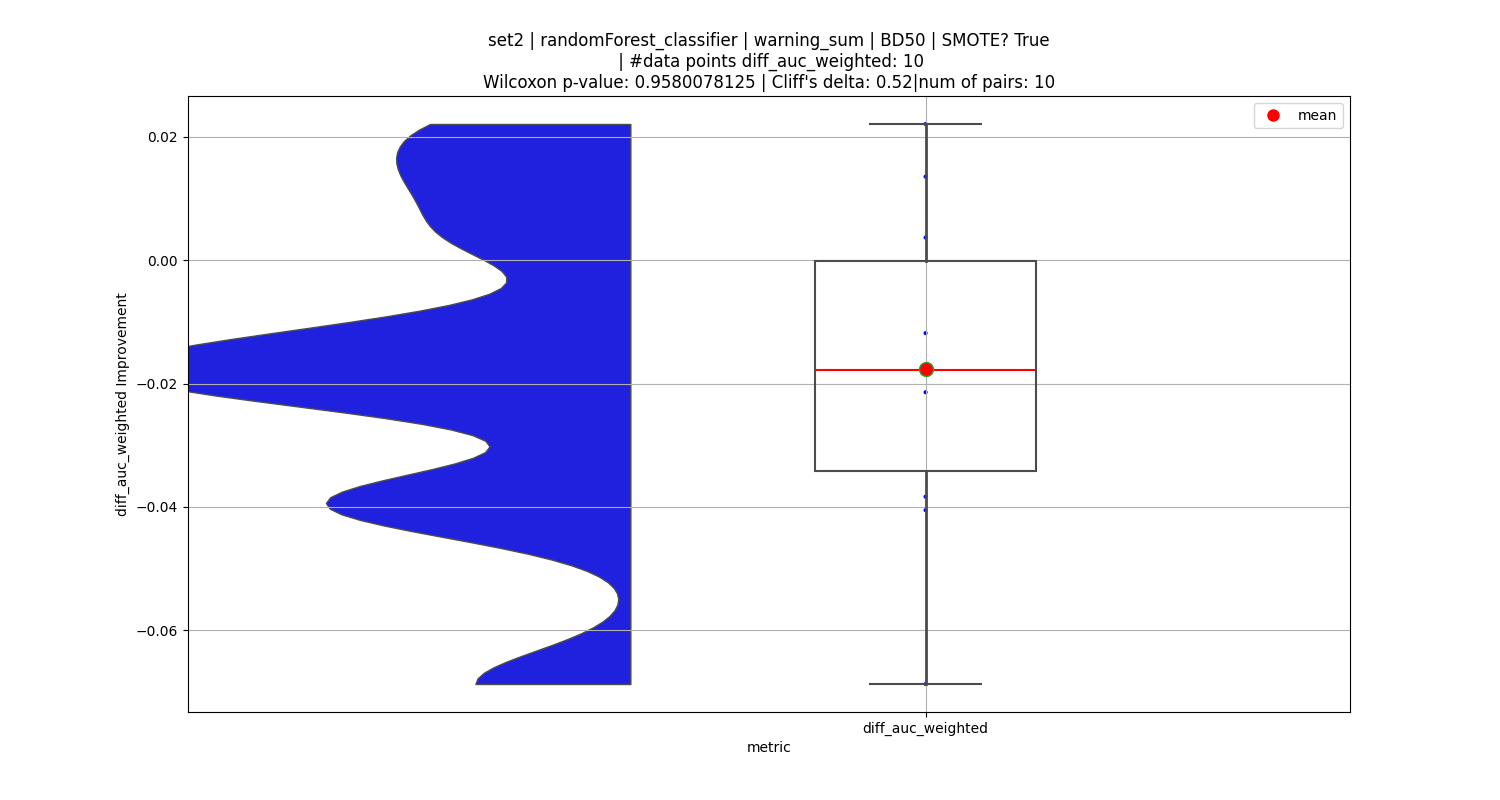 set2 | randomForest_classifier | warning_sum | BD50 | SMOTE? True
| #data points diff_auc_weighted: 10
Wilcoxon p-value: 0.9580078125 | Cliff's delta: 0.52|num of pairs: 10
mean
0.02
0.00
−0.02
−0.04
−0.06
diff_auc_weighted Improvement
diff_auc_weighted
metric